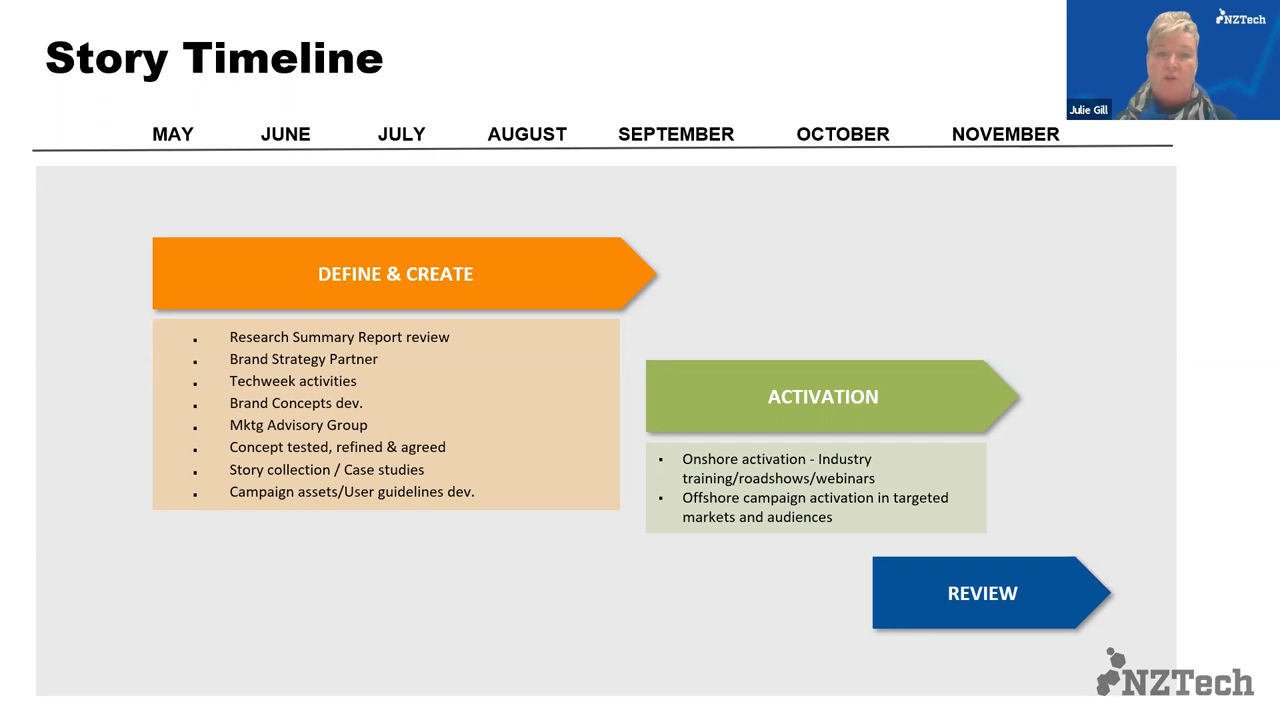 Story Timeline
NZTech
Julie Gill
MAY JUNE JULY AUGUST SEPTEMBER OCTOBER NOVEMBER
DEFINE & CREATE
Research Summary Report review
Brand Strategy Partner
Techweek activities
Brand Concepts dev.
Mktg Advisory Group
Concept tested, refined & agreed
Story collection / Case studies
Campaign assets/User guidelines dev.
ACTIVATION
Onshore activation - Industry
training/roadshows/webinars
Offshore campaign activation in targeted
markets and audiences
REVIEW
NZTech